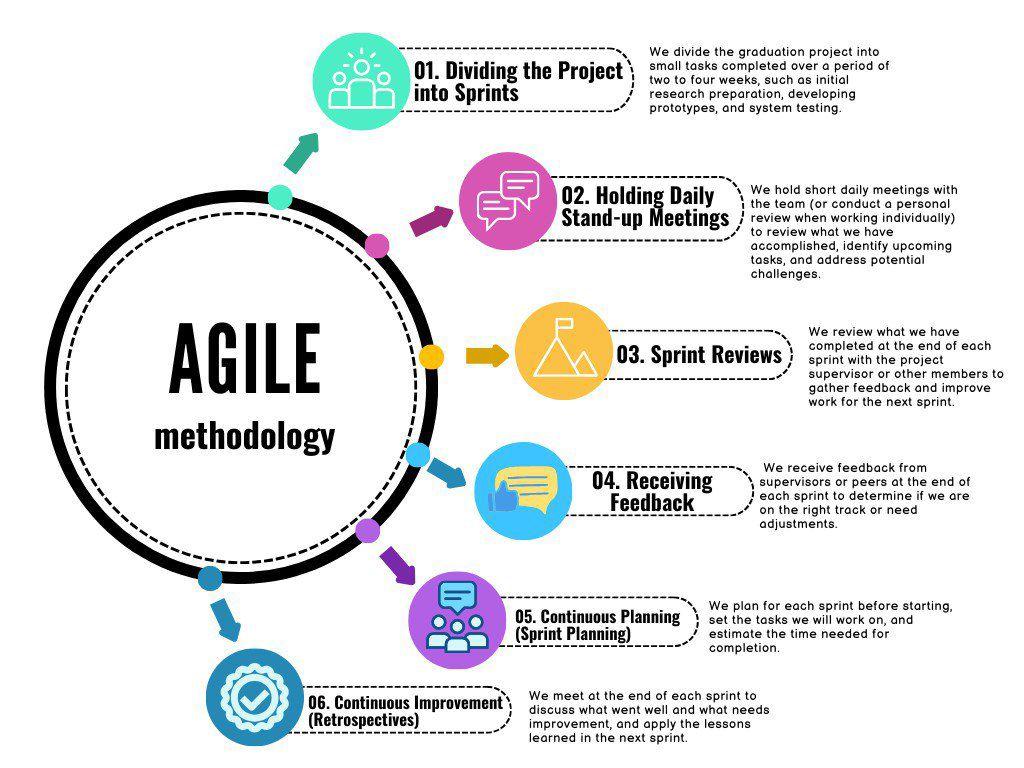 AGILE
methodology
01. Dividing the Project
into Sprints
We divide the graduation project into
small tasks completed over a period of
two to four weeks, such as initial
research preparation, developing
prototypes, and system testing.
02. Holding Daily
Stand-up Meetings
We hold short daily meetings with
the team (or conduct a personal
review when working individually)
to review what we have
accomplished, identify upcoming
tasks, and address potential
challenges.
03. Sprint Reviews
We review what we have
completed at the end of each
sprint with the project
supervisor or other members to
gather feedback and improve
work for the next sprint.
04. Receiving
Feedback
We receive feedback from
supervisors or peers at the end of
each sprint to determine if we are
on the right track or need
adjustments.
05. Continuous Planning
(Sprint Planning)
We plan for each sprint before starting,
set the tasks we will work on, and
estimate the time needed for
completion.
06. Continuous Improvement
(Retrospectives)
We meet at the end of each sprint to
discuss what went well and what needs
improvement, and apply the lessons
learned in the next sprint.